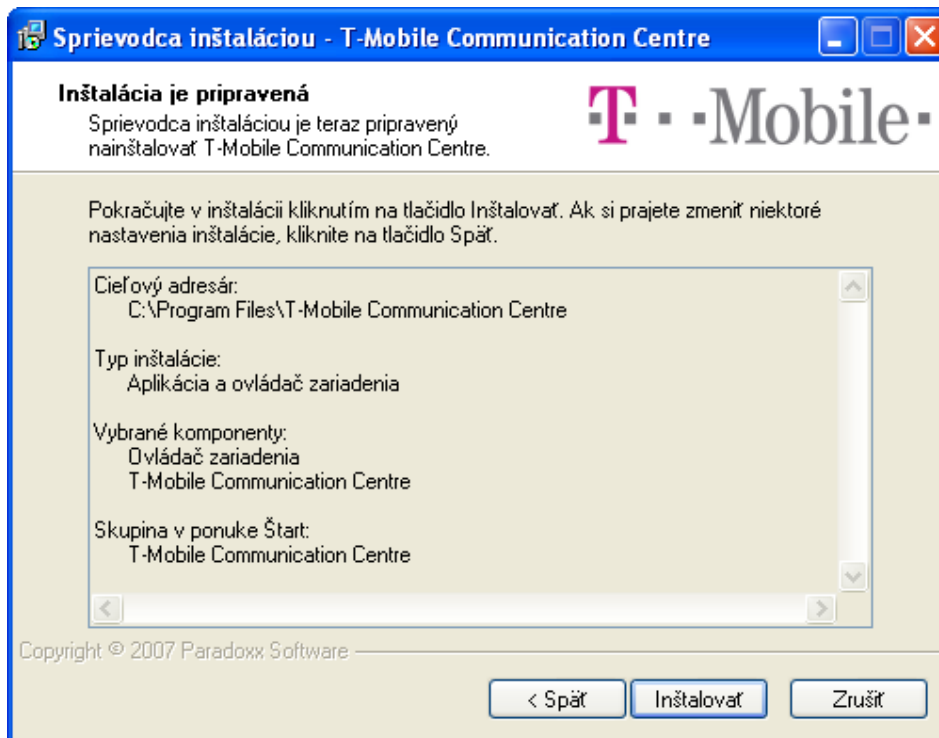 Sprievodca inštaláciou - T-Mobile Communication Centre
Inštalácia je pripravená
Sprievodca inštaláciou je teraz pripravený
nainštalovať T-Mobile Communication Centre.
T · · Mobile ·
Pokračujte v inštalácii kliknutím na tlačidlo Inštalovať. Ak si prajete zmeniť niektoré
nastavenia inštalácie, kliknite na tlačidlo Späť.
Cieľový adresár:
C:\Program Files\T-Mobile Communication Centre
Typ inštalácie:
Aplikácia a ovládač zariadenia
Vybrané komponenty:
Ovládač zariadenia
T-Mobile Communication Centre
Skupina v ponuke Štart:
T-Mobile Communication Centre
Copyright © 2007 Paradoxx Software
< Späť Inštalovať Zrušiť